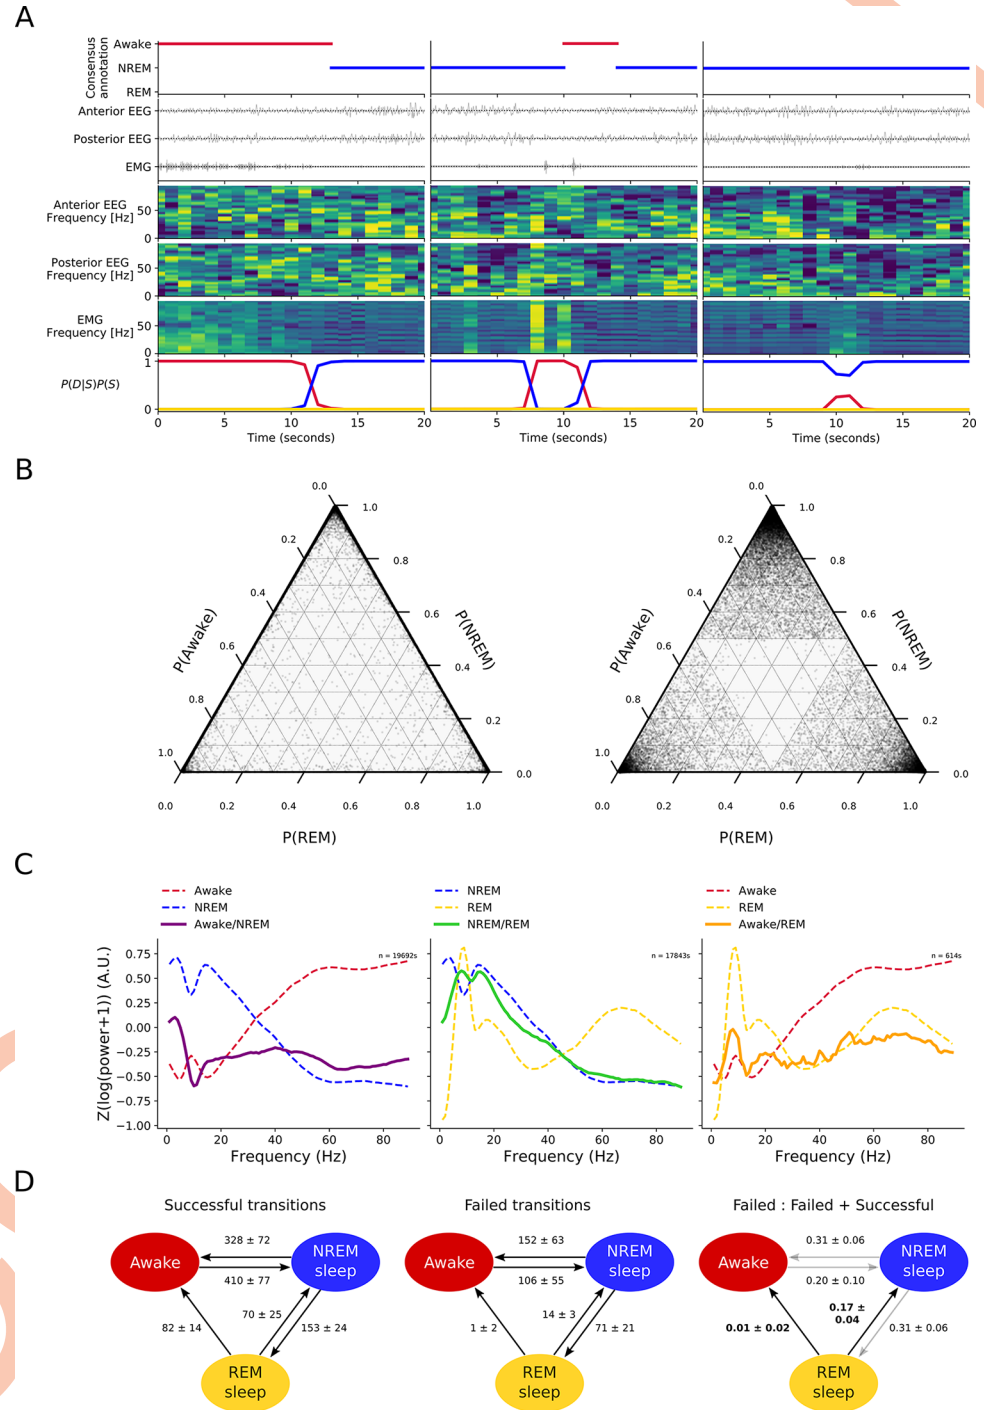 A
Consensus
annotation
Awake
NREM
REM
Anterior EEG
Posterior EEG
EMG
Anterior EEG
Frequency [Hz]
50
0
Posterior EEG
Frequency [Hz]
50
0
EMG
Frequency [Hz]
50
0
P(D|S)P(S)
1
0
0 5 10 15 20 5 10 15 20 5 10 15 20
Time (seconds) Time (seconds) Time (seconds)
B
0.0 0.2 0.4 0.6 0.8 1.0
P(Awake)
1.0 0.8 0.6 0.4 0.2 0.0
P(NREM)
0.0 0.2 0.4 0.6 0.8 1.0
P(REM)
0.0 0.2 0.4 0.6 0.8 1.0
P(Awake)
1.0 0.8 0.6 0.4 0.2 0.0
P(NREM)
0.0 0.2 0.4 0.6 0.8 1.0
P(REM)
C
Awake
NREM
Awake/NREM
NREM
REM
NREM/REM
Awake
REM
Awake/REM
Z(log(power+1)) (A.U.)
0.75
0.50
0.25
0.00
−0.25
−0.50
−0.75
−1.00
n = 19692s
n = 17843s
n = 614s
0 20 40 60 80 0 20 40 60 80 0 20 40 60 80
Frequency (Hz) Frequency (Hz) Frequency (Hz)
D
Successful transitions
Awake
NREM
sleep
REM
sleep
328 ± 72
410 ± 77
70 ± 25
82 ± 14
153 ± 24
Failed transitions
Awake
NREM
sleep
REM
sleep
152 ± 63
106 ± 55
14 ± 3
1 ± 2
71 ± 21
Failed : Failed + Successful
Awake
NREM
sleep
REM
sleep
0.31 ± 0.06
0.20 ± 0.10
0.17 ±
0.04
0.01 ± 0.02
0.31 ± 0.06